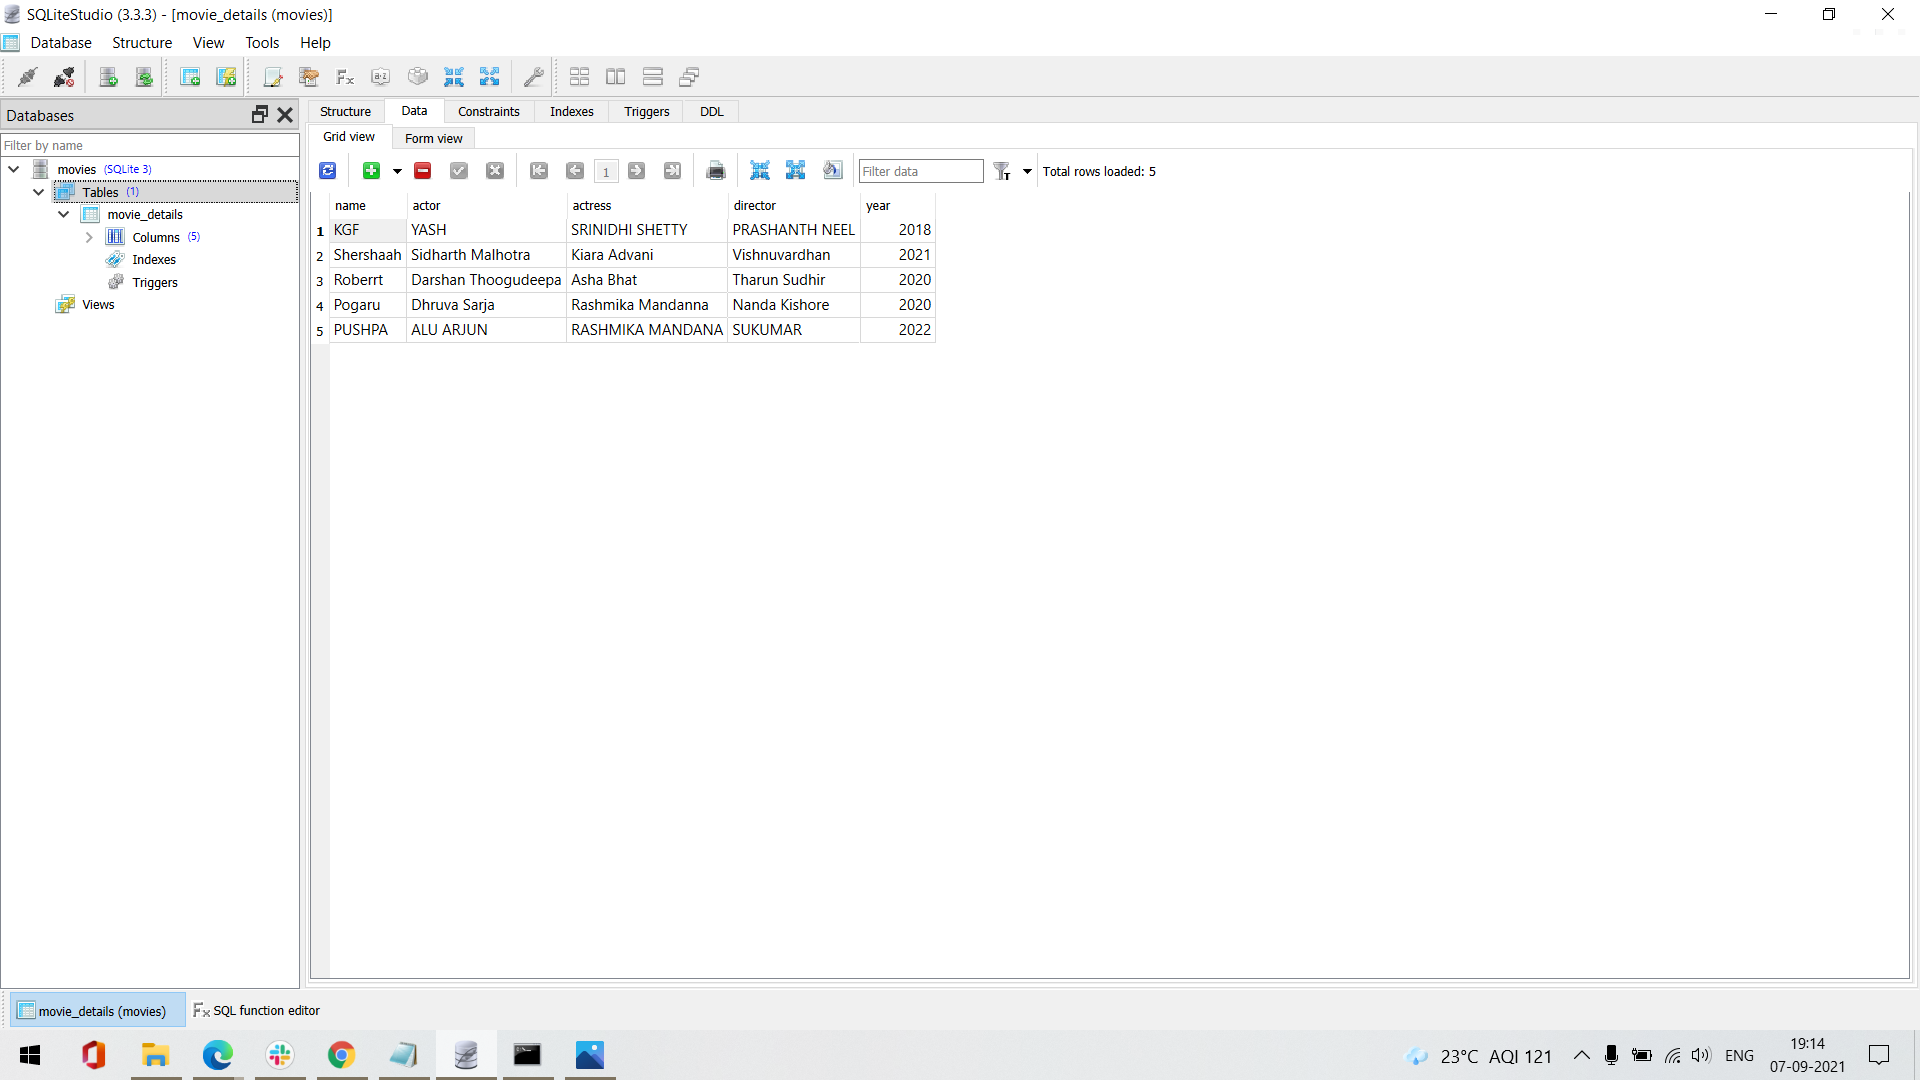 SQLiteStudio (3.3.3) - [movie_details (movies)]
Database Structure View Tools Help
Databases
Filter by name
movies (SQLite 3)
Tables (1)
movie_details
Columns (5)
Indexes
Triggers
Views
Structure Data Constraints Indexes Triggers DDL
Grid view Form view
1 Filter data Total rows loaded: 5
name actor actress director year
1 KGF YASH SRINIDHI SHETTY PRASHANTH NEEL 2018
2 Shershaah Sidharth Malhotra Kiara Advani Vishnuvardhan 2021
3 Roberrt Darshan Thoogudeepa Asha Bhat Tharun Sudhir 2020
4 Pogaru Dhruva Sarja Rashmika Mandanna Nanda Kishore 2020
5 PUSHPA ALU ARJUN RASHMIKA MANDANA SUKUMAR 2022
movie_details (movies) Fx SQL function editor
23°C AQI 121 ENG 19:14
07-09-2021